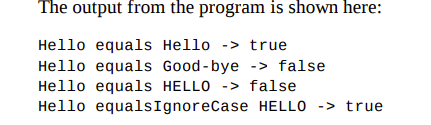 The output from the program is shown here:
Hello equals Hello -> true
Hello equals Good-bye -> false
Hello equals HELLO -> false
Hello equalsIgnoreCase HELLO -> true